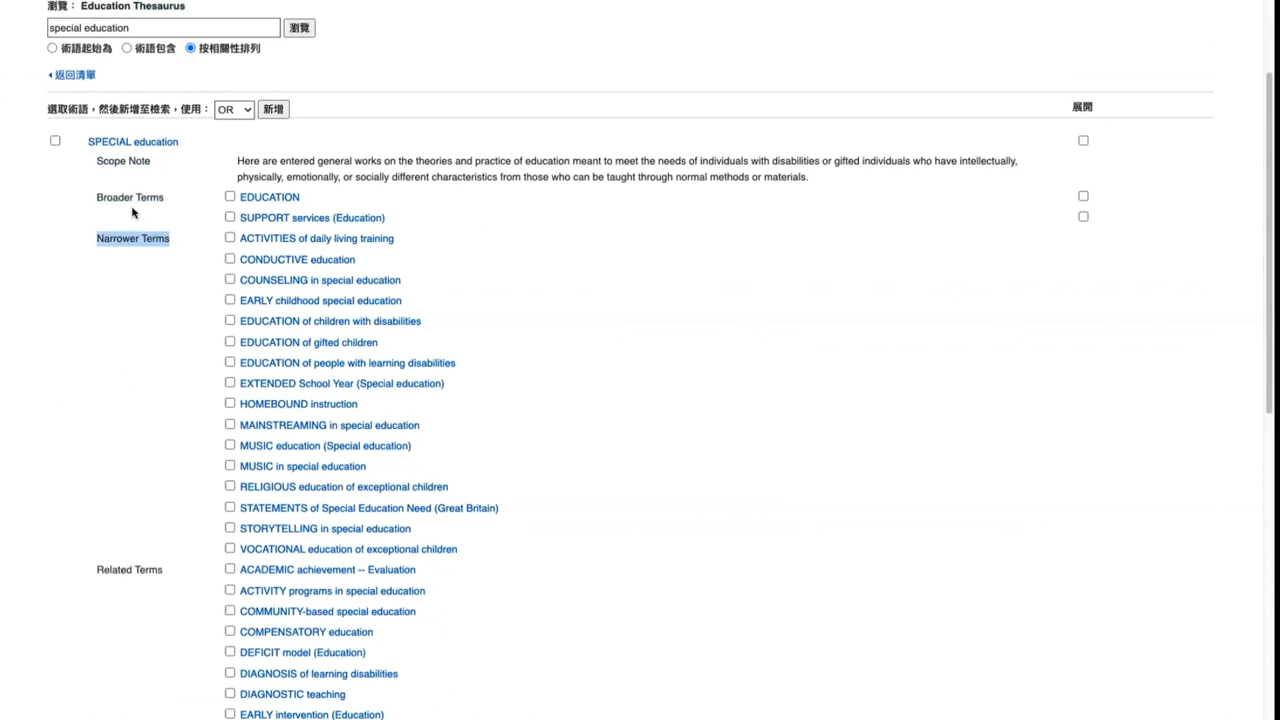 瀏覽： Education Thesaurus
special education 瀏覽
術語起始為 術語包含 按相關性排列
返回清單
選取術語，然後新增至檢索，使用： OR 新增 展開
SPECIAL education
Scope Note Here are entered general works on the theories and practice of education meant to meet the needs of individuals with disabilities or gifted individuals who have intellectually,
physically, emotionally, or socially different characteristics from those who can be taught through normal methods or materials.
Broader Terms EDUCATION
SUPPORT services (Education)
Narrower Terms ACTIVITIES of daily living training
CONDUCTIVE education
COUNSELING in special education
EARLY childhood special education
EDUCATION of children with disabilities
EDUCATION of gifted children
EDUCATION of people with learning disabilities
EXTENDED School Year (Special education)
HOMEBOUND instruction
MAINSTREAMING in special education
MUSIC education (Special education)
MUSIC in special education
RELIGIOUS education of exceptional children
STATEMENTS of Special Education Need (Great Britain)
STORYTELLING in special education
VOCATIONAL education of exceptional children
Related Terms ACADEMIC achievement -- Evaluation
ACTIVITY programs in special education
COMMUNITY-based special education
COMPENSATORY education
DEFICIT model (Education)
DIAGNOSIS of learning disabilities
DIAGNOSTIC teaching
EARLY intervention (Education)